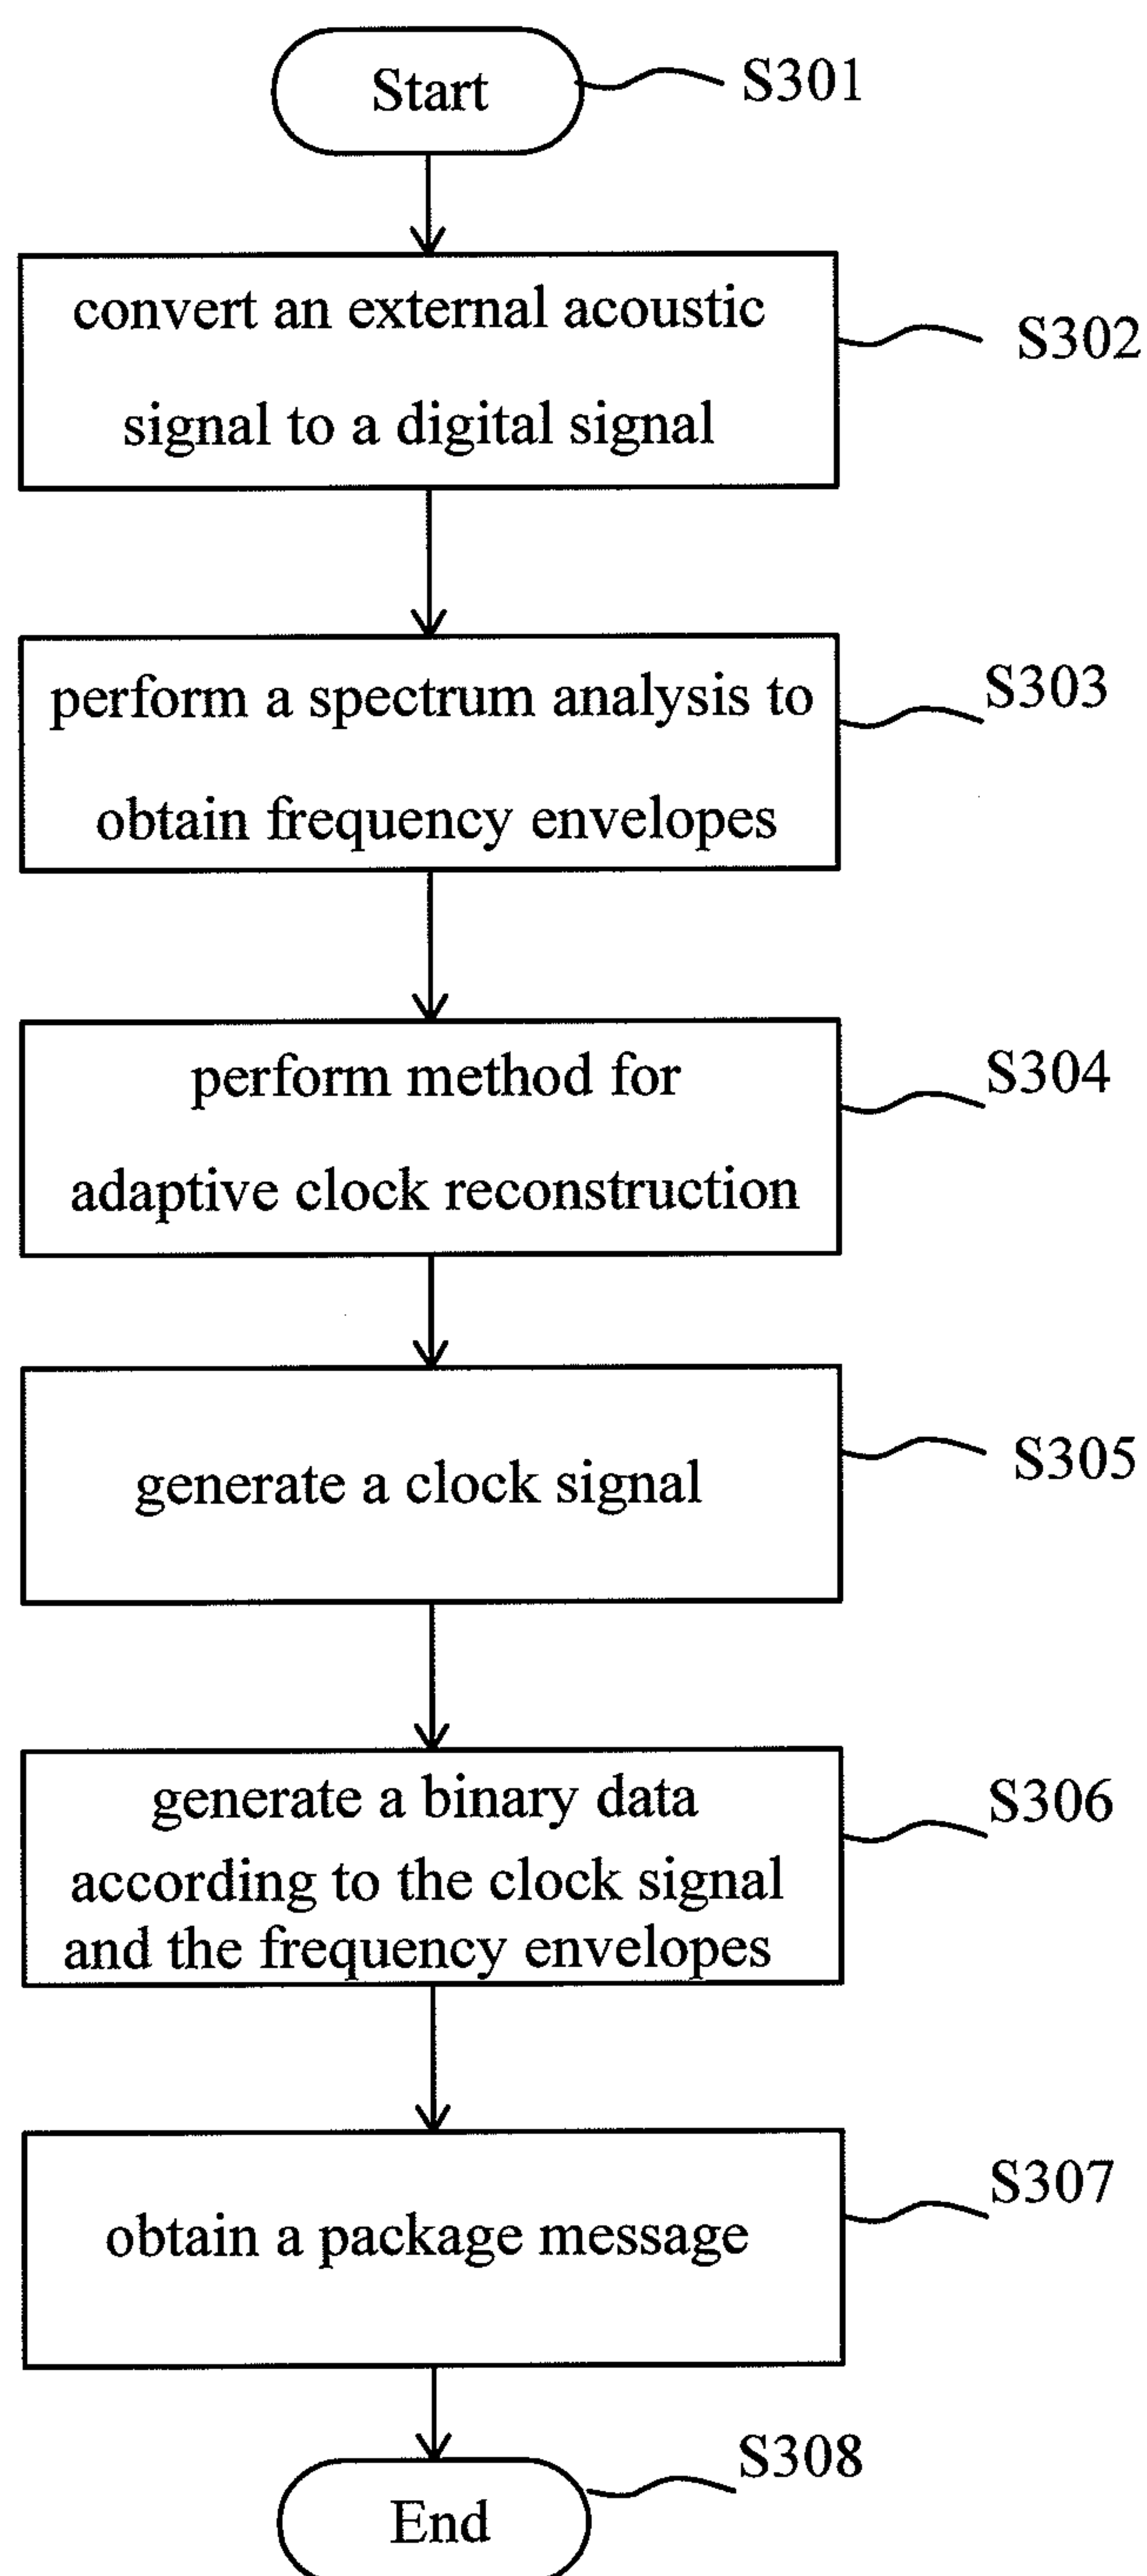 Start
S301
convert an external acoustic
signal to a digital signal
S302
perform a spectrum analysis to
obtain frequency envelopes
S303
perform method for
adaptive clock reconstruction
S304
generate a clock signal
S305
generate a binary data
according to the clock signal
and the frequency envelopes
S306
obtain a package message
S307
End
S308